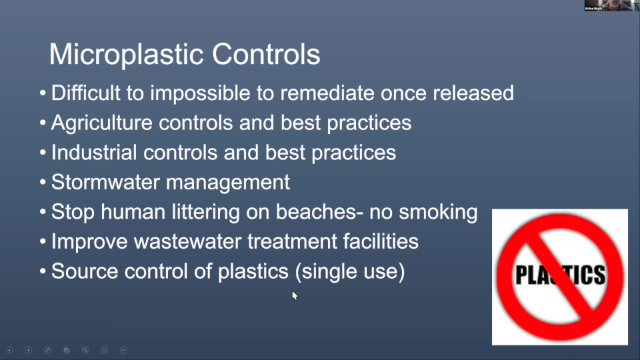 Microplastic Controls
• Difficult to impossible to remediate once released
• Agriculture controls and best practices
• Industrial controls and best practices
• Stormwater management
• Stop human littering on beaches- no smoking
• Improve wastewater treatment facilities
• Source control of plastics (single use)
PLASTICS